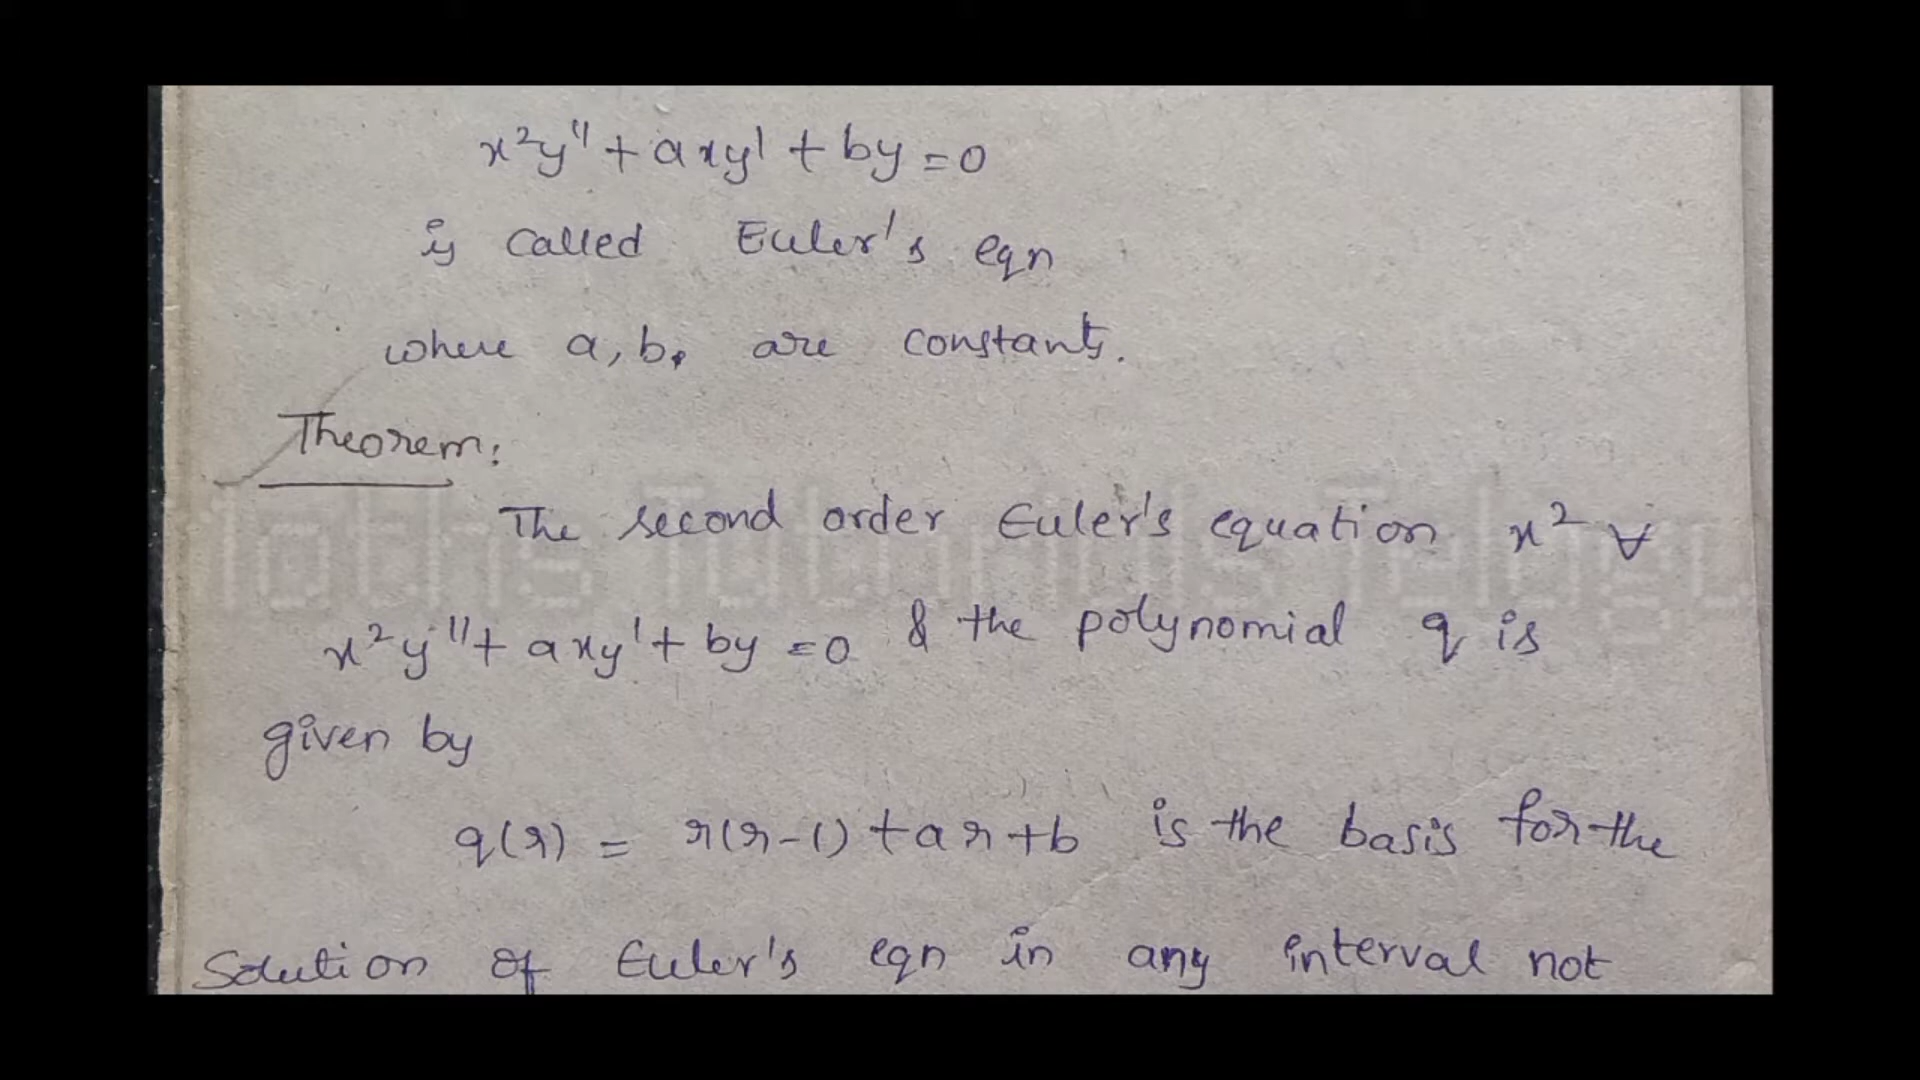 x²y'' + axy' + by = 0
is called Euler's eqn
where a, b, are constants.
Theorem:
The second order Euler's equation x² ∀
x²y'' + axy' + by = 0 & the polynomial q is
given by
q(r) = r(r-1) + ar + b is the basis for the
Solution of Euler's eqn in any interval not